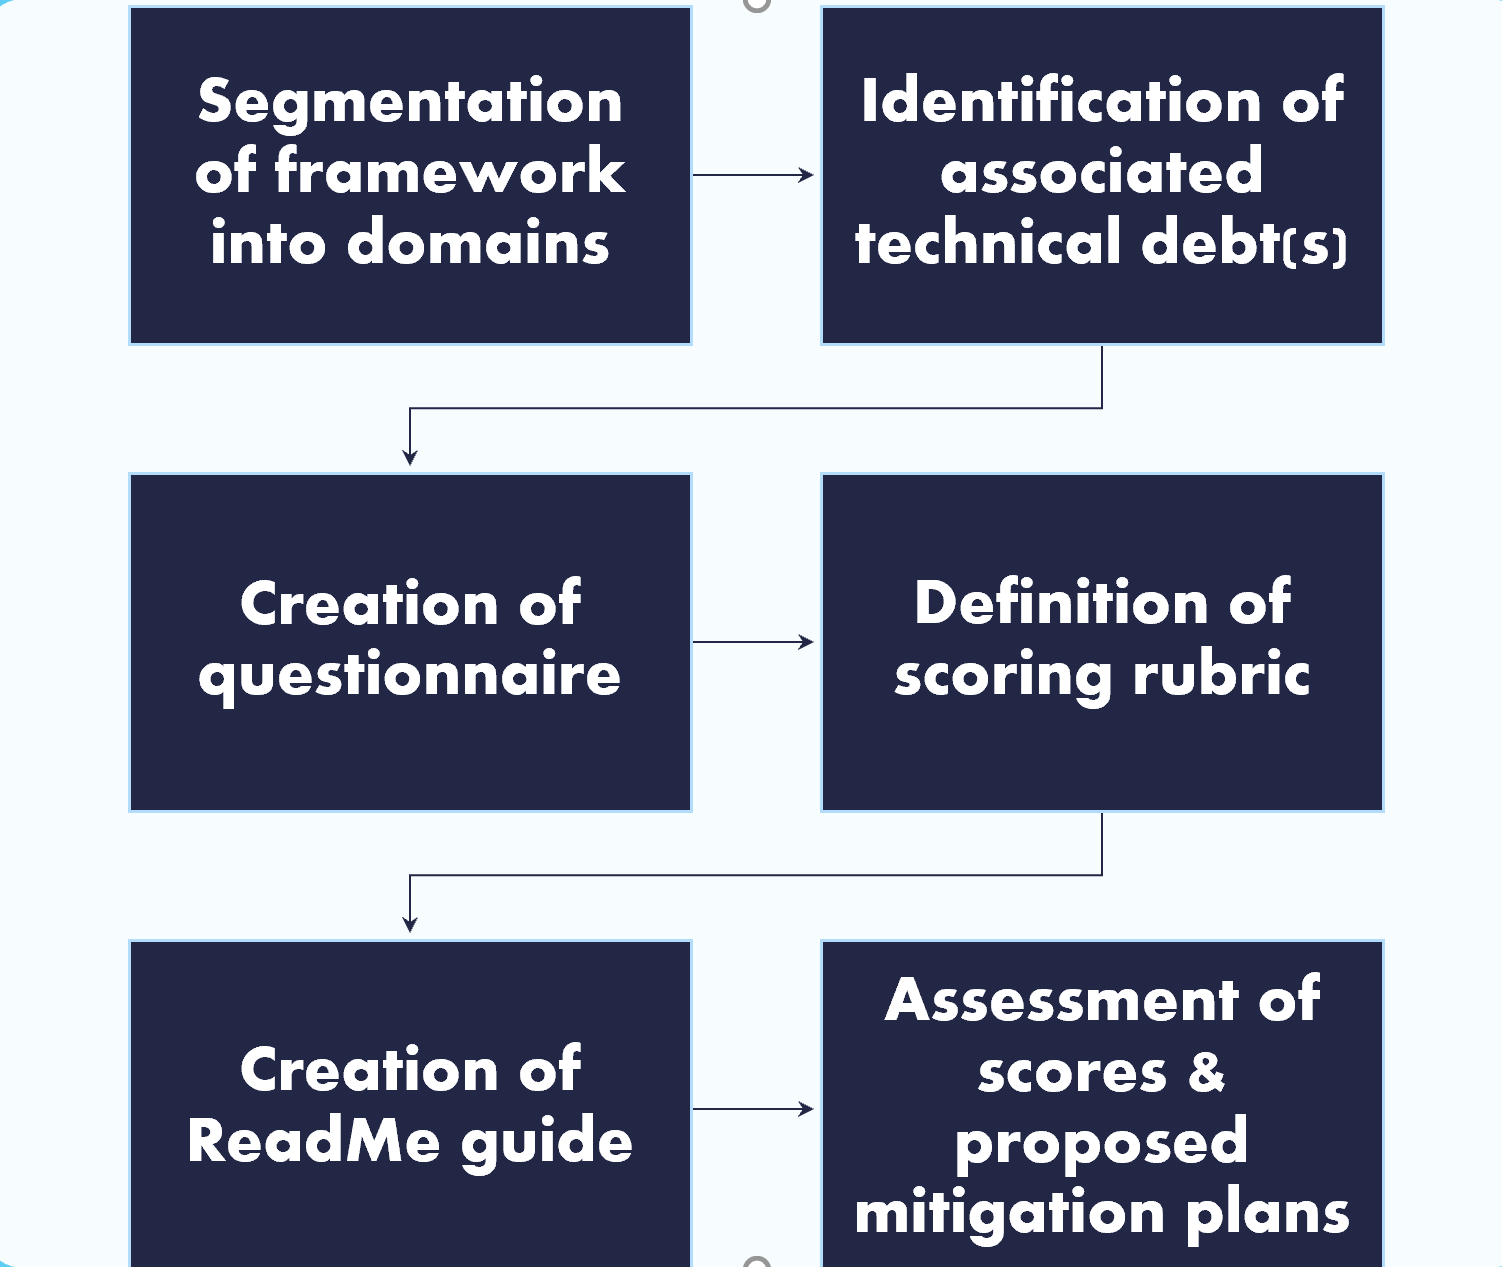 Segmentation
of framework
into domains
Identification of
associated
technical debt(s)
Creation of
questionnaire
Definition of
scoring rubric
Creation of
ReadMe guide
Assessment of
scores &
proposed
mitigation plans